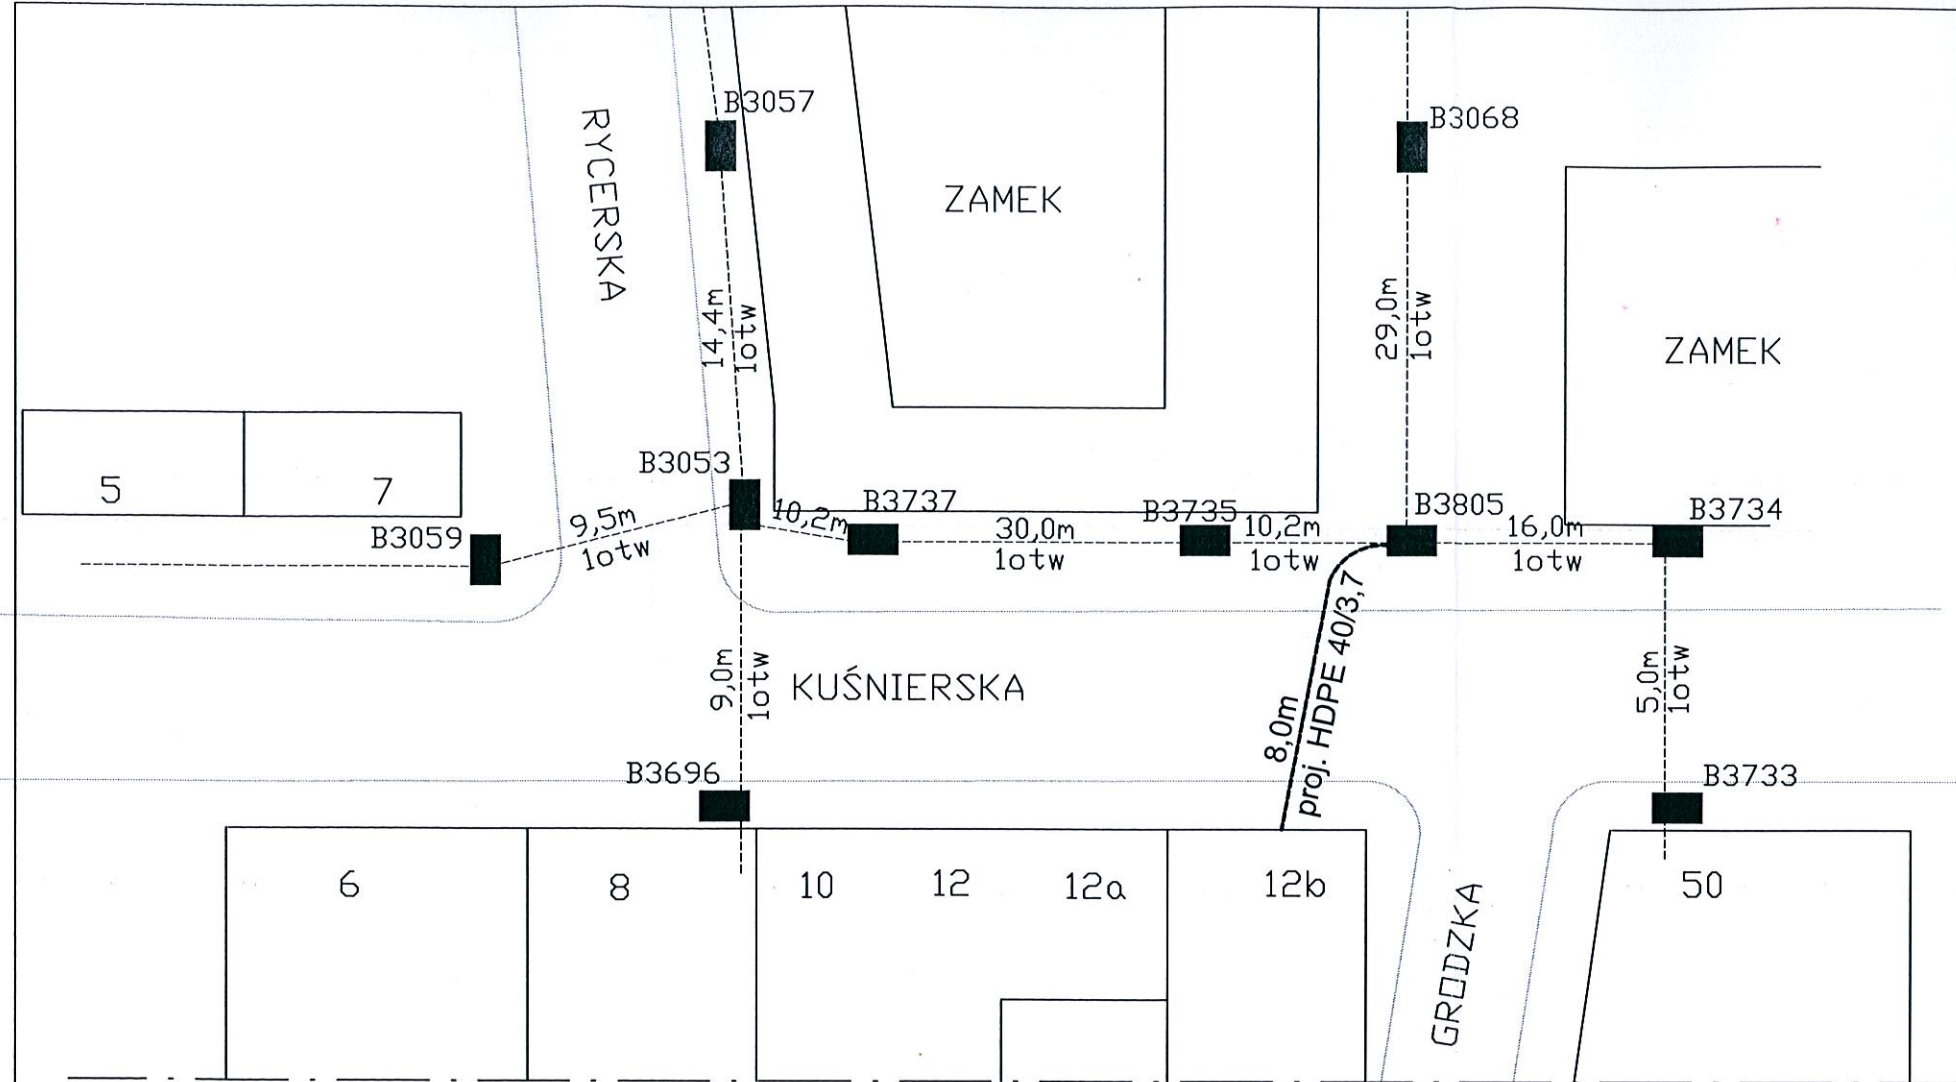 B3057
B3068
RYCERSKA
ZAMEK
14,4m
1otw
29,0m
1otw
ZAMEK
5
7
B3053
B3059
9,5m
1otw
10,2m
B3737
30,0m
1otw
B3735
10,2m
1otw
B3805
16,0m
1otw
B3734
9,0m
1otw
KUŚNIERSKA
8,0m
proj. HDPE 40/3,7
5,0m
1otw
B3696
B3733
6
8
10
12
12a
12b
50
GRODZKA